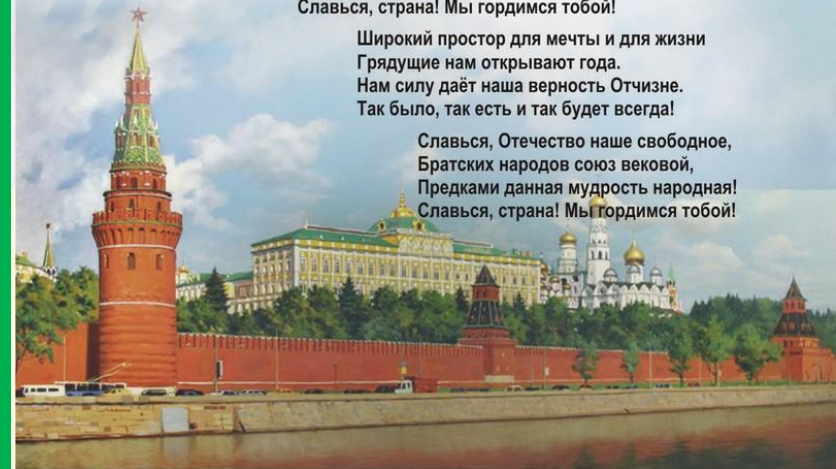 Славься, страна! Мы гордимся тобой!
Широкий простор для мечты и для жизни
Грядущие нам открывают года.
Нам силу даёт наша верность Отчизне.
Так было, так есть и так будет всегда!
Славься, Отечество наше свободное,
Братских народов союз вековой,
Предками данная мудрость народная!
Славься, страна! Мы гордимся тобой!